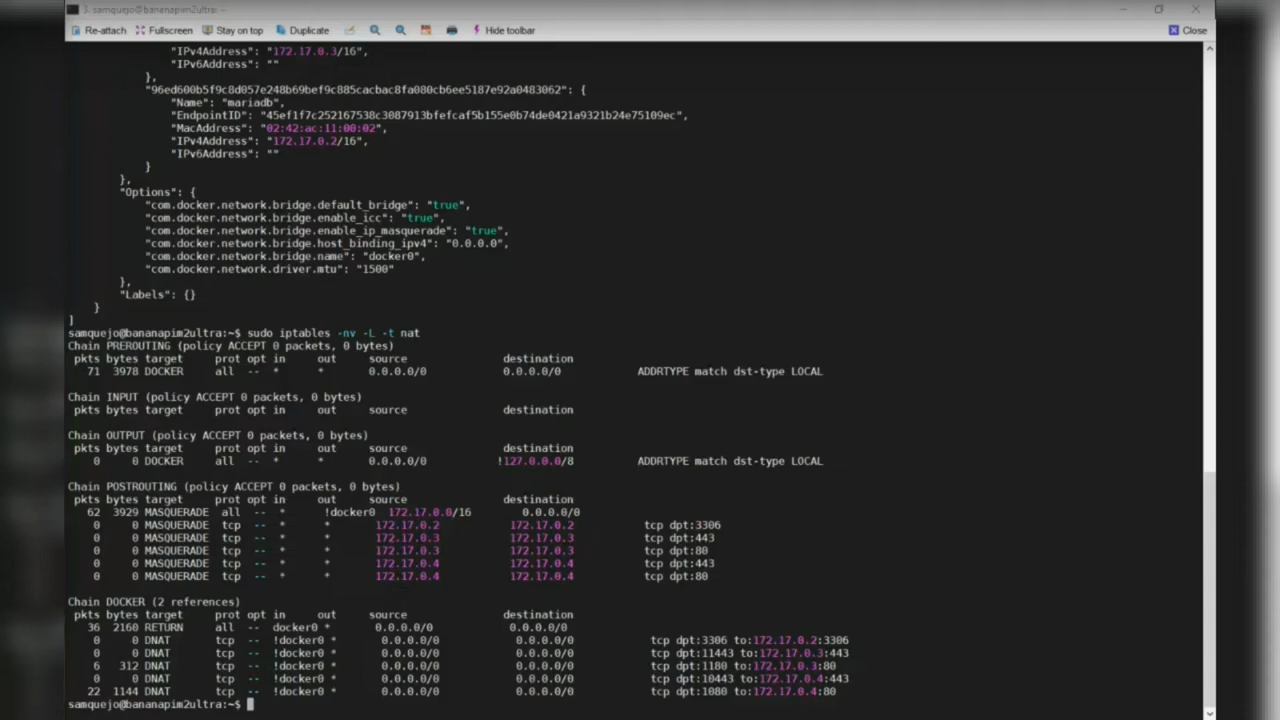 3. samquejo@bananapim2ultra: ~
Re-attach Fullscreen Stay on top Duplicate Hide toolbar Close
"IPv4Address": "172.17.0.3/16",
"IPv6Address": ""
},
"96ed600b5f9c8d057e248b69bef9c885cacbac8fa080cb6ee5187e92a0483062": {
"Name": "mariadb",
"EndpointID": "45ef1f7c252167538c3087913bfefcaf5b155e0b74de0421a9321b24e75109ec",
"MacAddress": "02:42:ac:11:00:02",
"IPv4Address": "172.17.0.2/16",
"IPv6Address": ""
}
},
"Options": {
"com.docker.network.bridge.default_bridge": "true",
"com.docker.network.bridge.enable_icc": "true",
"com.docker.network.bridge.enable_ip_masquerade": "true",
"com.docker.network.bridge.host_binding_ipv4": "0.0.0.0",
"com.docker.network.bridge.name": "docker0",
"com.docker.network.driver.mtu": "1500"
},
"Labels": {}
}
]
samquejo@bananapim2ultra:~$ sudo iptables -nv -L -t nat
Chain PREROUTING (policy ACCEPT 0 packets, 0 bytes)
pkts bytes target prot opt in out source destination
71 3978 DOCKER all -- * * 0.0.0.0/0 0.0.0.0/0 ADDRTYPE match dst-type LOCAL
Chain INPUT (policy ACCEPT 0 packets, 0 bytes)
pkts bytes target prot opt in out source destination
Chain OUTPUT (policy ACCEPT 0 packets, 0 bytes)
pkts bytes target prot opt in out source destination
0 0 DOCKER all -- * * 0.0.0.0/0 !127.0.0.0/8 ADDRTYPE match dst-type LOCAL
Chain POSTROUTING (policy ACCEPT 0 packets, 0 bytes)
pkts bytes target prot opt in out source destination
62 3929 MASQUERADE all -- * !docker0 172.17.0.0/16 0.0.0.0/0
0 0 MASQUERADE tcp -- * * 172.17.0.2 172.17.0.2 tcp dpt:3306
0 0 MASQUERADE tcp -- * * 172.17.0.3 172.17.0.3 tcp dpt:443
0 0 MASQUERADE tcp -- * * 172.17.0.3 172.17.0.3 tcp dpt:80
0 0 MASQUERADE tcp -- * * 172.17.0.4 172.17.0.4 tcp dpt:443
0 0 MASQUERADE tcp -- * * 172.17.0.4 172.17.0.4 tcp dpt:80
Chain DOCKER (2 references)
pkts bytes target prot opt in out source destination
36 2160 RETURN all -- docker0 * 0.0.0.0/0 0.0.0.0/0
0 0 DNAT tcp -- !docker0 * 0.0.0.0/0 0.0.0.0/0 tcp dpt:3306 to:172.17.0.2:3306
0 0 DNAT tcp -- !docker0 * 0.0.0.0/0 0.0.0.0/0 tcp dpt:11443 to:172.17.0.3:443
6 312 DNAT tcp -- !docker0 * 0.0.0.0/0 0.0.0.0/0 tcp dpt:1180 to:172.17.0.3:80
0 0 DNAT tcp -- !docker0 * 0.0.0.0/0 0.0.0.0/0 tcp dpt:10443 to:172.17.0.4:443
22 1144 DNAT tcp -- !docker0 * 0.0.0.0/0 0.0.0.0/0 tcp dpt:1080 to:172.17.0.4:80
samquejo@bananapim2ultra:~$